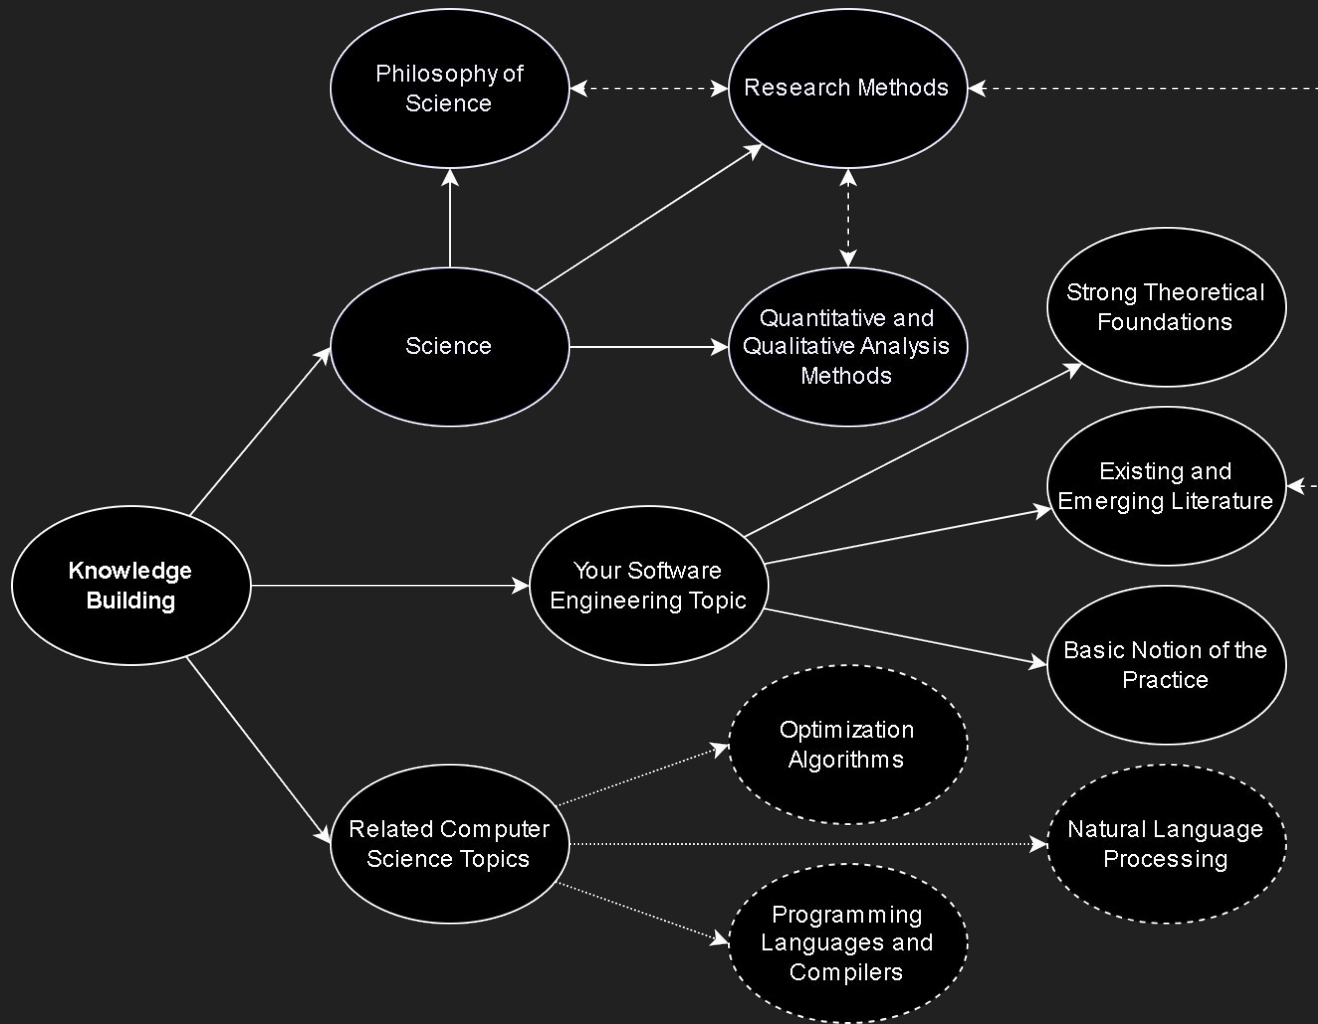 Philosophy of
Science
Research Methods
Science
Quantitative and
Qualitative Analysis
Methods
Strong Theoretical
Foundations
Existing and
Emerging Literature
Knowledge
Building
Your Software
Engineering Topic
Basic Notion of the
Practice
Optimization
Algorithms
Related Computer
Science Topics
Natural Language
Processing
Programming
Languages and
Compilers